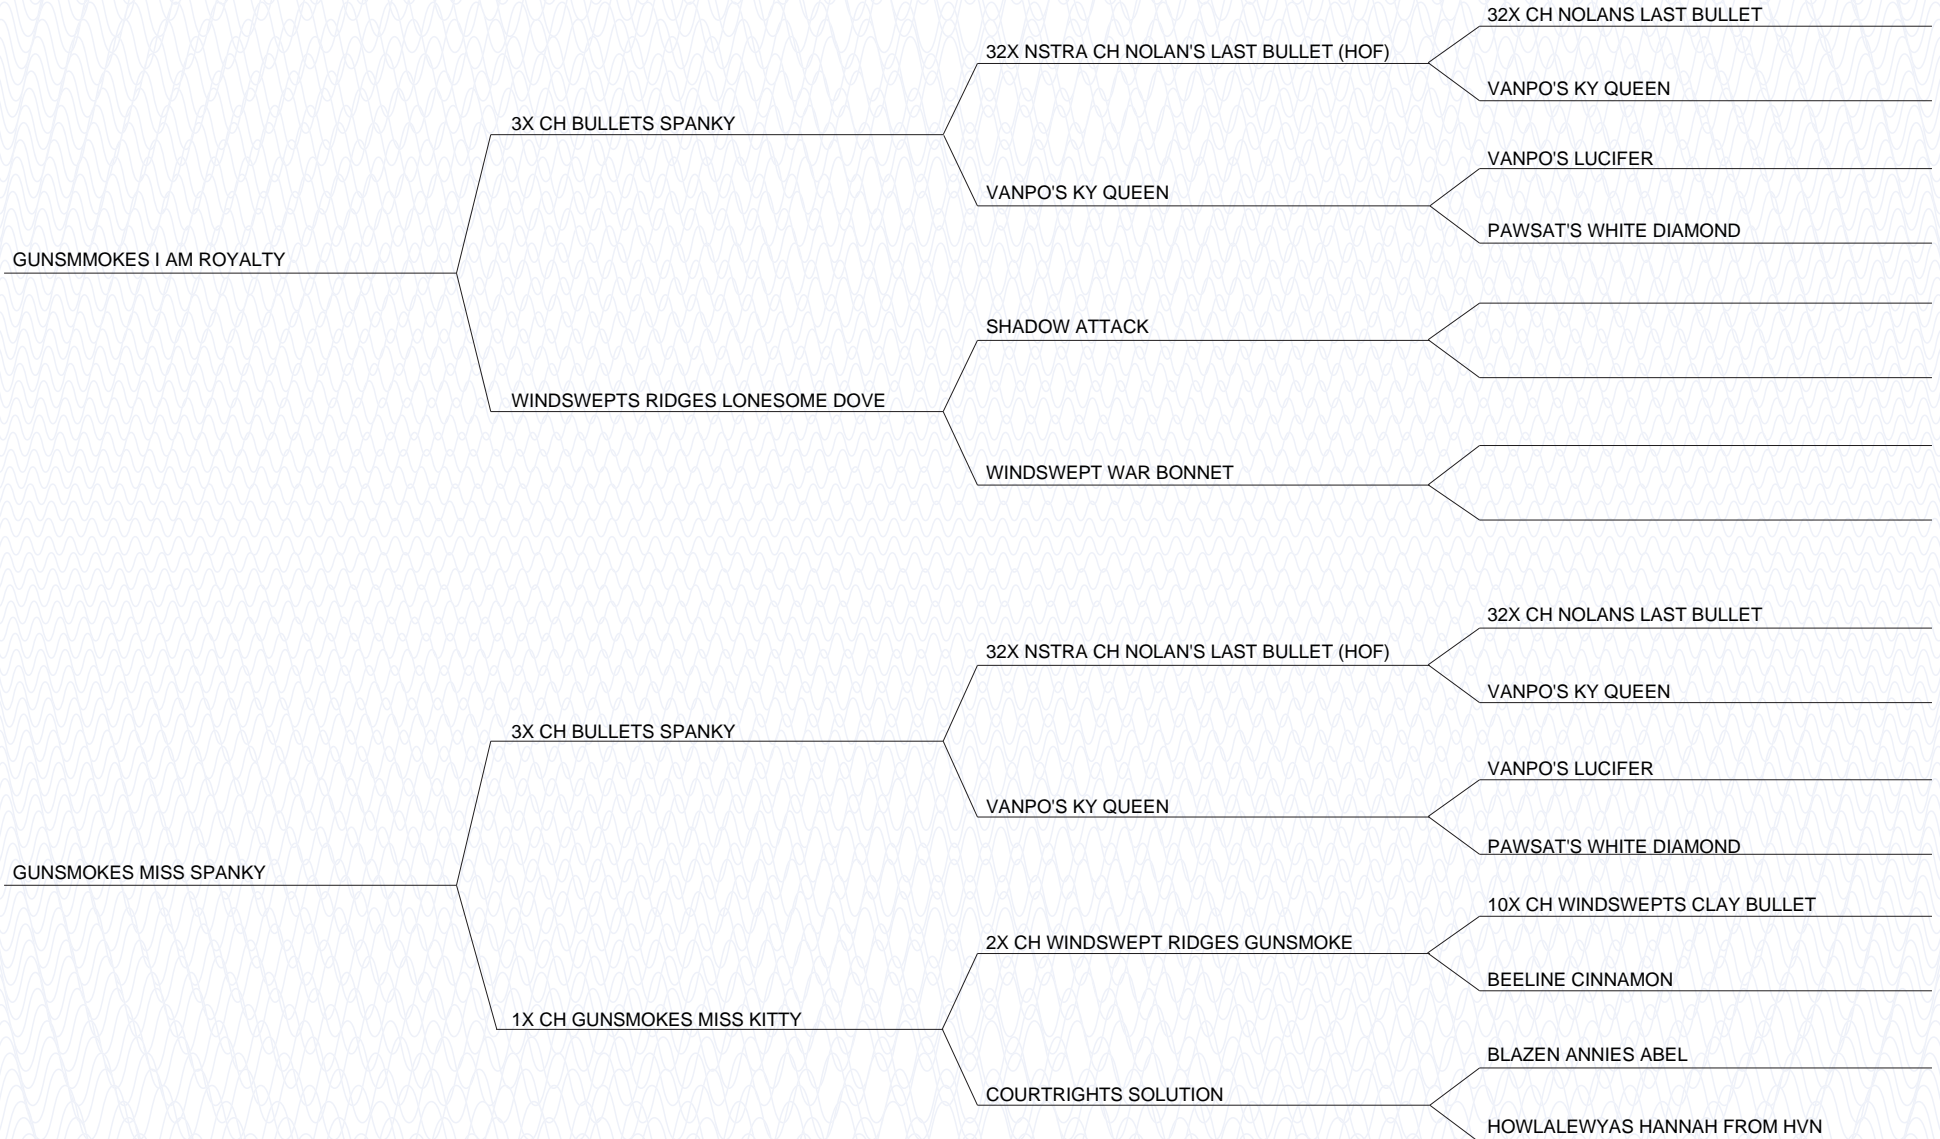 32X CH NOLANS LAST BULLET
32X NSTRA CH NOLAN'S LAST BULLET (HOF)
VANPO'S KY QUEEN
3X CH BULLETS SPANKY
VANPO'S LUCIFER
VANPO'S KY QUEEN
PAWSAT'S WHITE DIAMOND
GUNSMMOKES I AM ROYALTY
SHADOW ATTACK
WINDSWEPTS RIDGES LONESOME DOVE
WINDSWEPT WAR BONNET
32X CH NOLANS LAST BULLET
32X NSTRA CH NOLAN'S LAST BULLET (HOF)
VANPO'S KY QUEEN
3X CH BULLETS SPANKY
VANPO'S LUCIFER
VANPO'S KY QUEEN
PAWSAT'S WHITE DIAMOND
GUNSMOKES MISS SPANKY
10X CH WINDSWEPTS CLAY BULLET
2X CH WINDSWEPT RIDGES GUNSMOKE
BEELINE CINNAMON
1X CH GUNSMOKES MISS KITTY
BLAZEN ANNIES ABEL
COURTRIGHTS SOLUTION
HOWLALEWYAS HANNAH FROM HVN